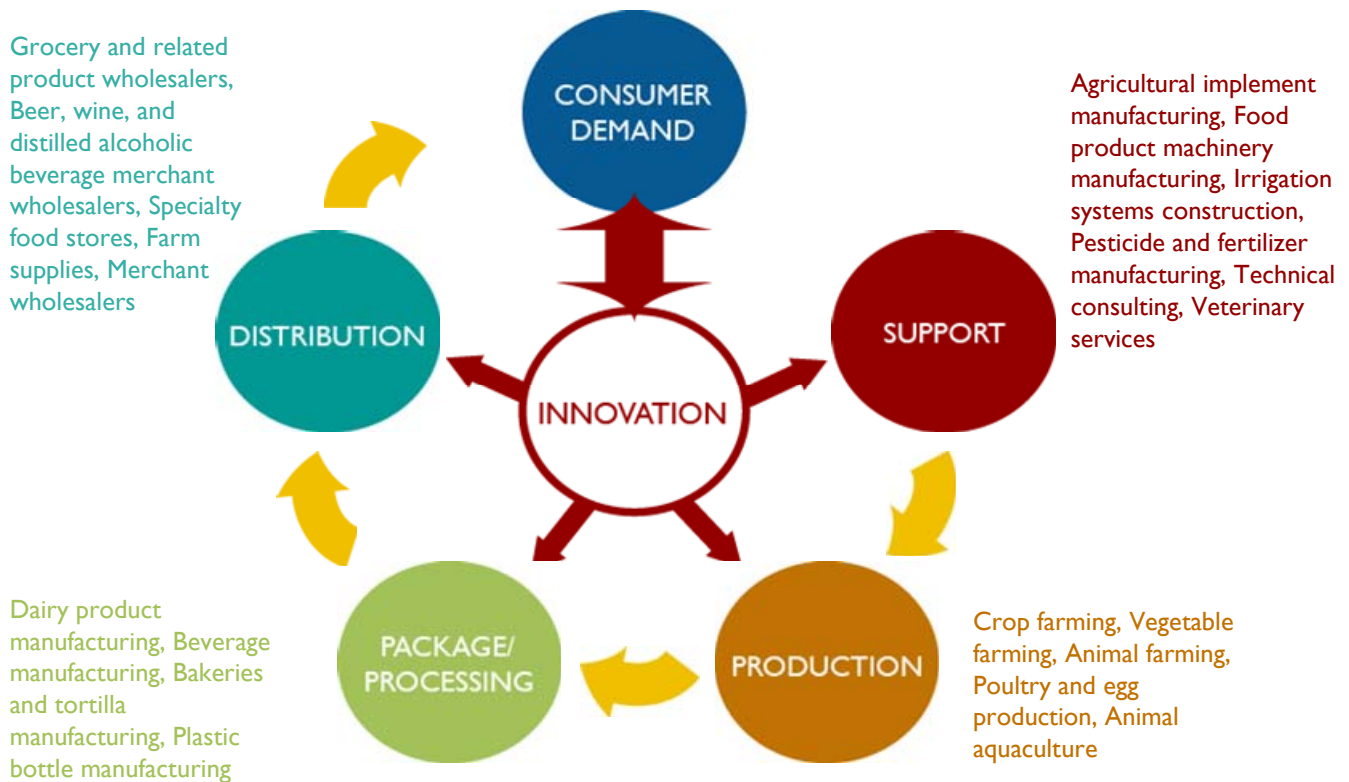 Grocery and related
product wholesalers,
Beer, wine, and
distilled alcoholic
beverage merchant
wholesalers, Specialty
food stores, Farm
supplies, Merchant
wholesalers
CONSUMER
DEMAND
Agricultural implement
manufacturing, Food
product machinery
manufacturing, Irrigation
systems construction,
Pesticide and fertilizer
manufacturing, Technical
consulting, Veterinary
services
DISTRIBUTION
SUPPORT
INNOVATION
Dairy product
manufacturing, Beverage
manufacturing, Bakeries
and tortilla
manufacturing, Plastic
bottle manufacturing
PACKAGE/
PROCESSING
PRODUCTION
Crop farming, Vegetable
farming, Animal farming,
Poultry and egg
production, Animal
aquaculture